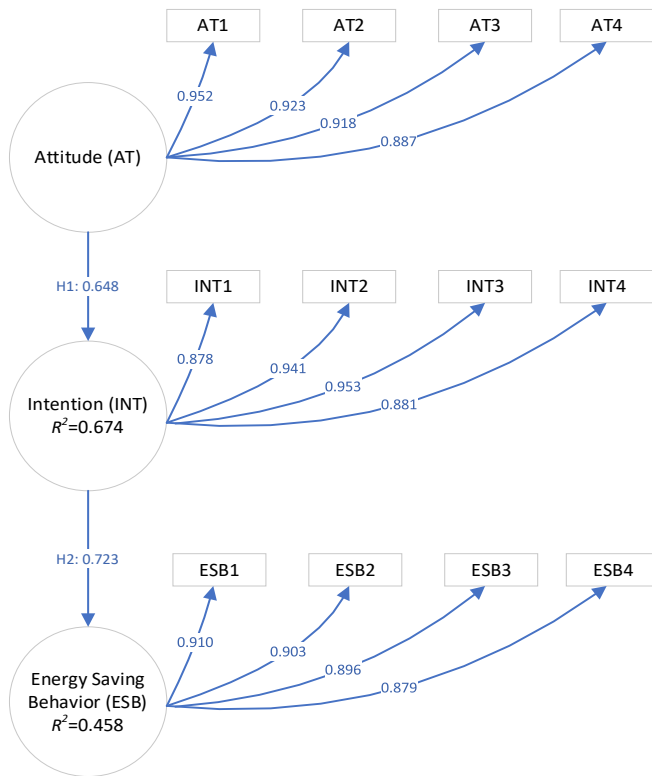 AT1
AT2
AT3
AT4
0.952
0.923
0.918
0.887
Attitude (AT)
H1: 0.648
INT1
INT2
INT3
INT4
0.878
0.941
0.953
0.881
Intention (INT)
R²=0.674
H2: 0.723
ESB1
ESB2
ESB3
ESB4
0.910
0.903
0.896
0.879
Energy Saving
Behavior (ESB)
R²=0.458